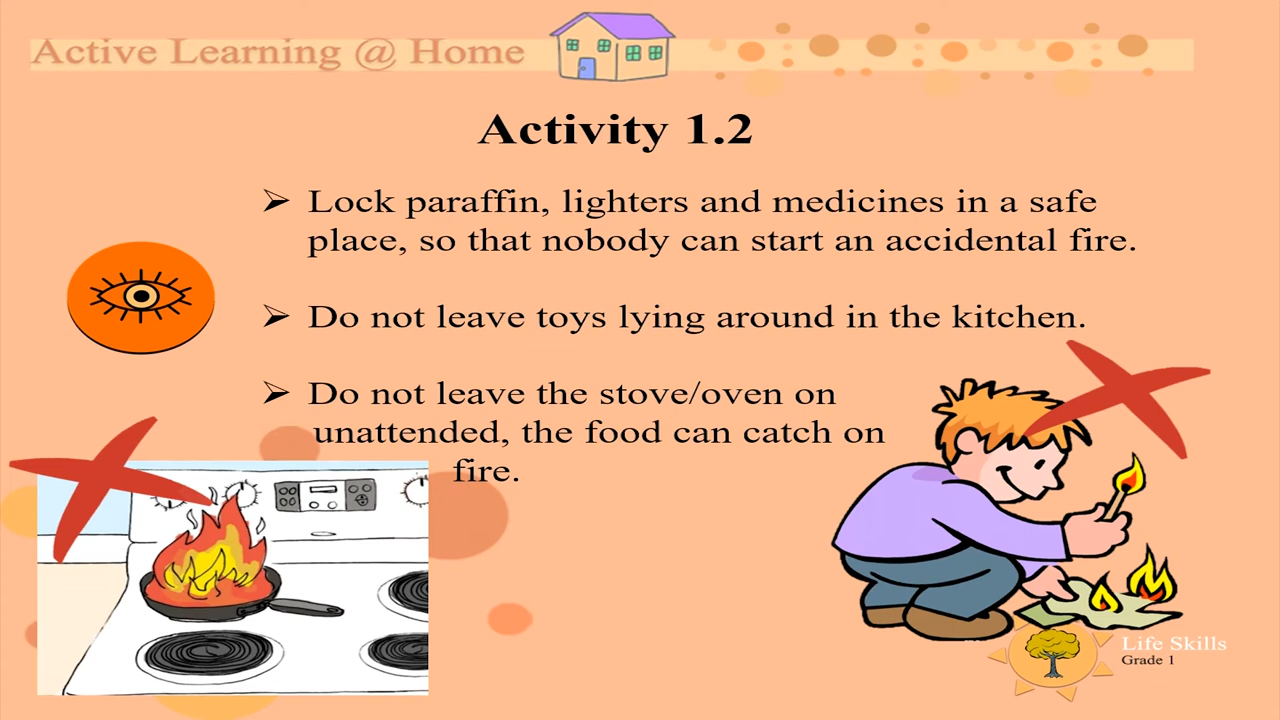 Active Learning @ Home
Activity 1.2
➢ Lock paraffin, lighters and medicines in a safe
place, so that nobody can start an accidental fire.
➢ Do not leave toys lying around in the kitchen.
➢ Do not leave the stove/oven on
unattended, the food can catch on
fire.
Life Skills
Grade 1